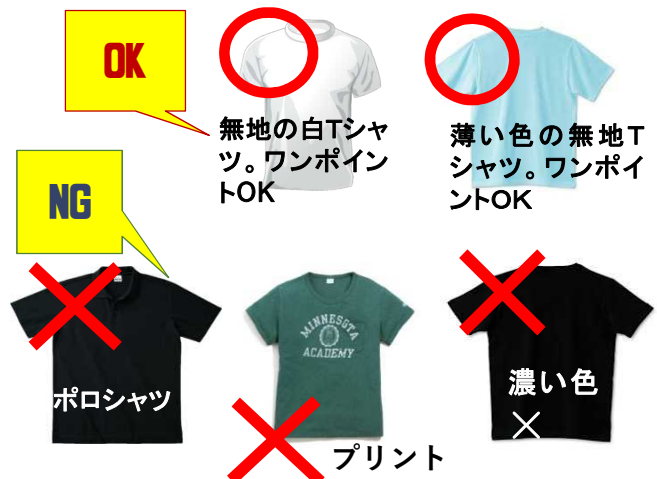 OK
無地の白Tシャ
ツ。ワンポイン
トOK
薄い色の無地T
シャツ。ワンポイ
ントOK
NG
ポロシャツ
MINNESOTA
ACADEMY
プリント
濃い色